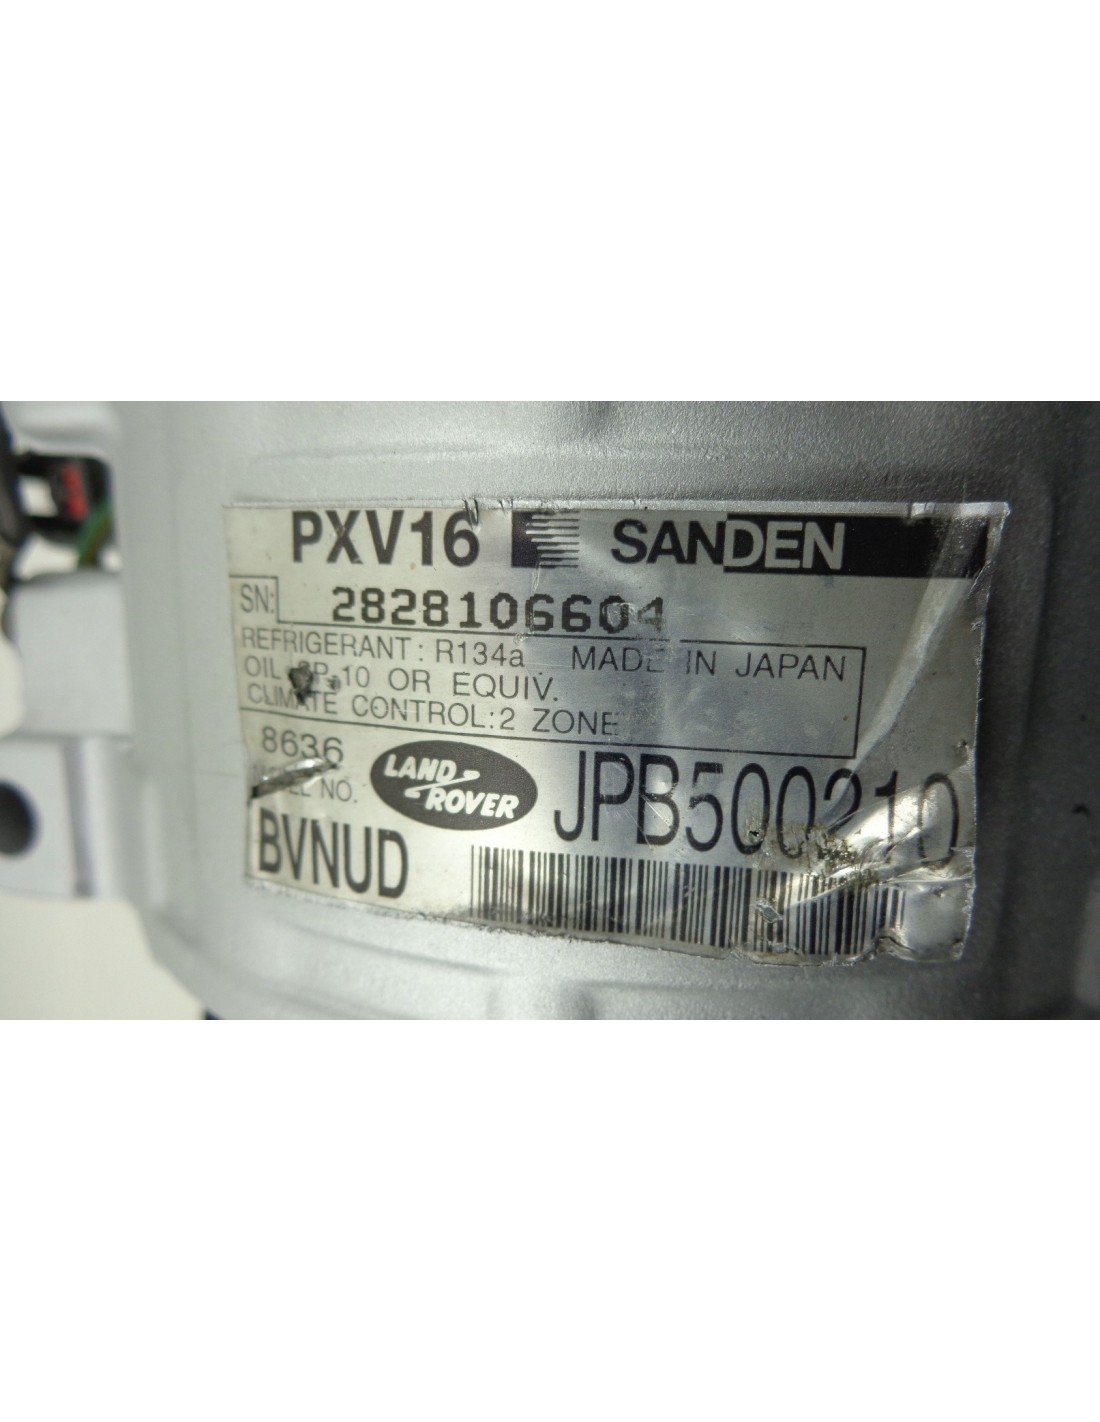 PXV16 SANDEN
SN: 2828106604
REFRIGERANT: R134a MADE IN JAPAN
OIL SP-10 OR EQUIV.
CLIMATE CONTROL:2 ZONE
8636
NO.
LAND ROVER
JPB500210
BVNUD